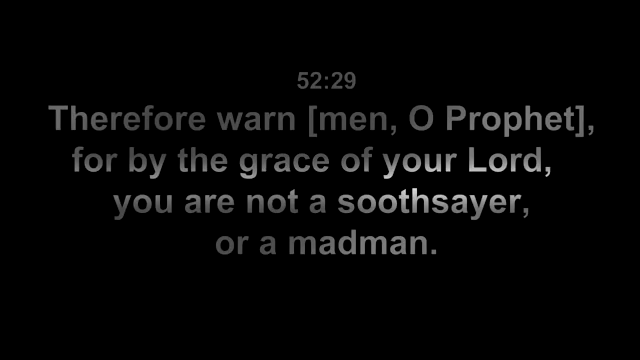 52:29
Therefore warn [men, O Prophet],
for by the grace of your Lord,
you are not a soothsayer,
or a madman.